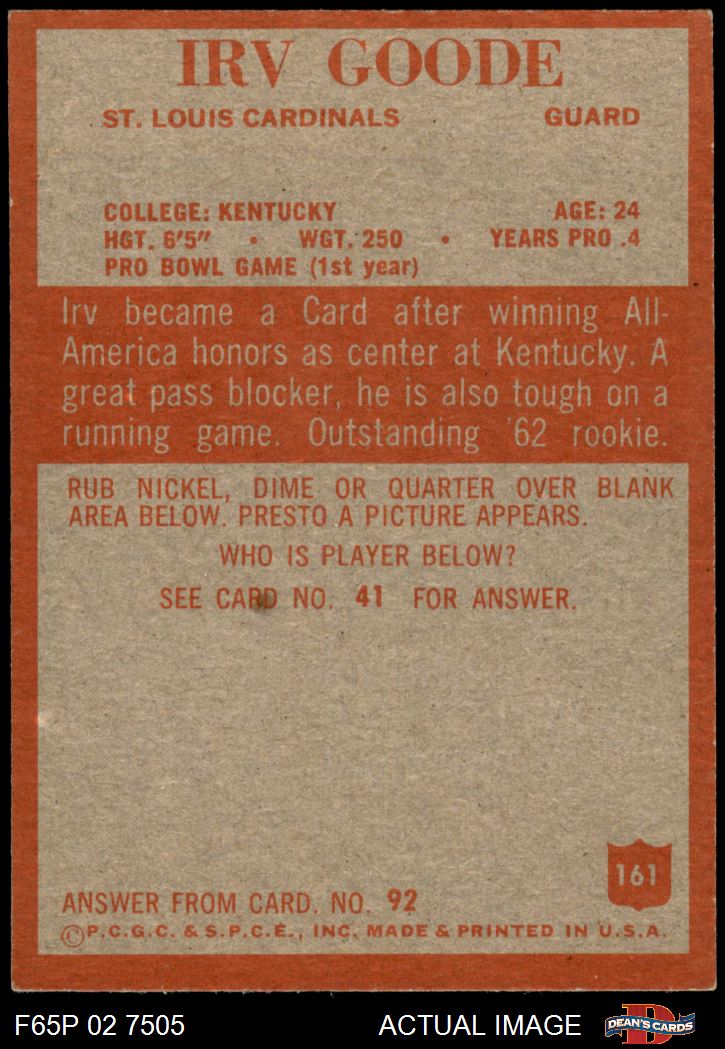 IRV GOODE
ST. LOUIS CARDINALS GUARD
COLLEGE: KENTUCKY AGE: 24
HGT. 6'5" • WGT. 250 • YEARS PRO .4
PRO BOWL GAME (1st year)
Irv became a Card after winning All-
America honors as center at Kentucky. A
great pass blocker, he is also tough on a
running game. Outstanding '62 rookie.
RUB NICKEL, DIME OR QUARTER OVER BLANK
AREA BELOW. PRESTO A PICTURE APPEARS.
WHO IS PLAYER BELOW?
SEE CARD NO. 41 FOR ANSWER.
161
ANSWER FROM CARD. NO. 92
©P.C.G.C. & S.P.C.E., INC. MADE & PRINTED IN U.S.A.
F65P 02 7505 ACTUAL IMAGE DEAN'S CARDS